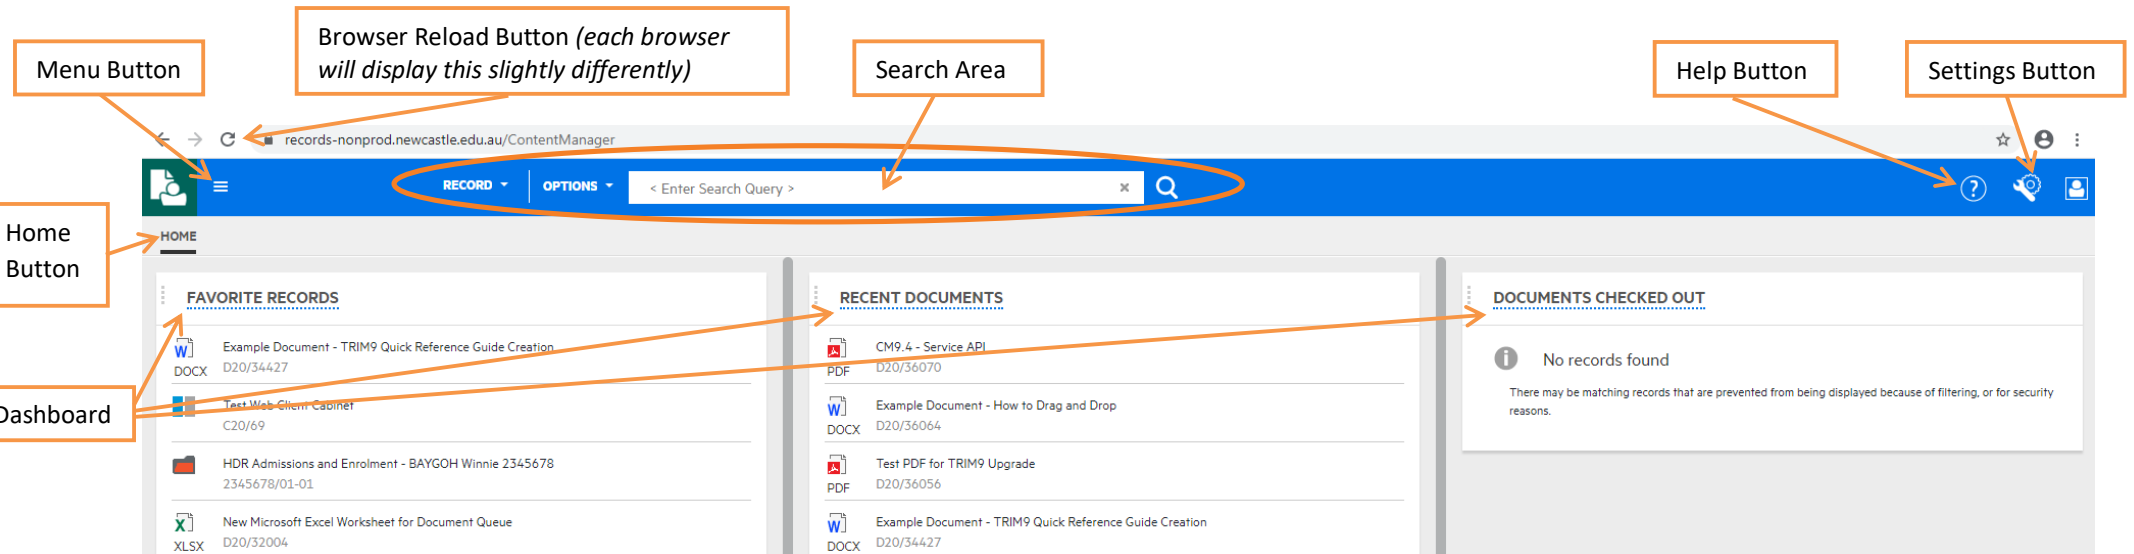 Browser Reload Button (each browser
will display this slightly differently)
Menu Button
Search Area
Help Button
Settings Button
records-nonprod.newcastle.edu.au/ContentManager
RECORD
OPTIONS
< Enter Search Query >
Home
Button
HOME
FAVORITE RECORDS
Example Document - TRIM9 Quick Reference Guide Creation
DOCX D20/34427
Test Web Client Cabinet
C20/69
HDR Admissions and Enrolment - BAYGOH Winnie 2345678
2345678/01-01
New Microsoft Excel Worksheet for Document Queue
XLSX D20/32004
Dashboard
RECENT DOCUMENTS
CM9.4 - Service API
PDF D20/36070
Example Document - How to Drag and Drop
DOCX D20/36064
Test PDF for TRIM9 Upgrade
PDF D20/36056
Example Document - TRIM9 Quick Reference Guide Creation
DOCX D20/34427
DOCUMENTS CHECKED OUT
No records found
There may be matching records that are prevented from being displayed because of filtering, or for security
reasons.